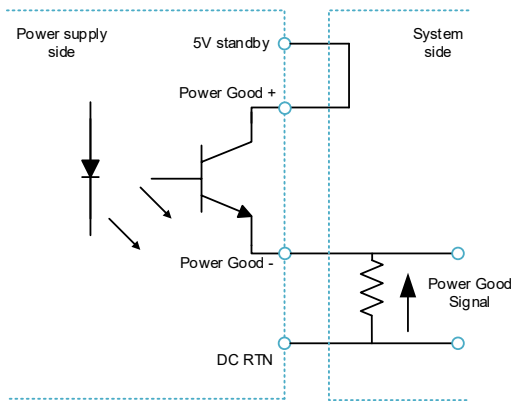 Power supply
side
5V standby
System
side
Power Good +
Power Good -
Power Good
Signal
DC RTN